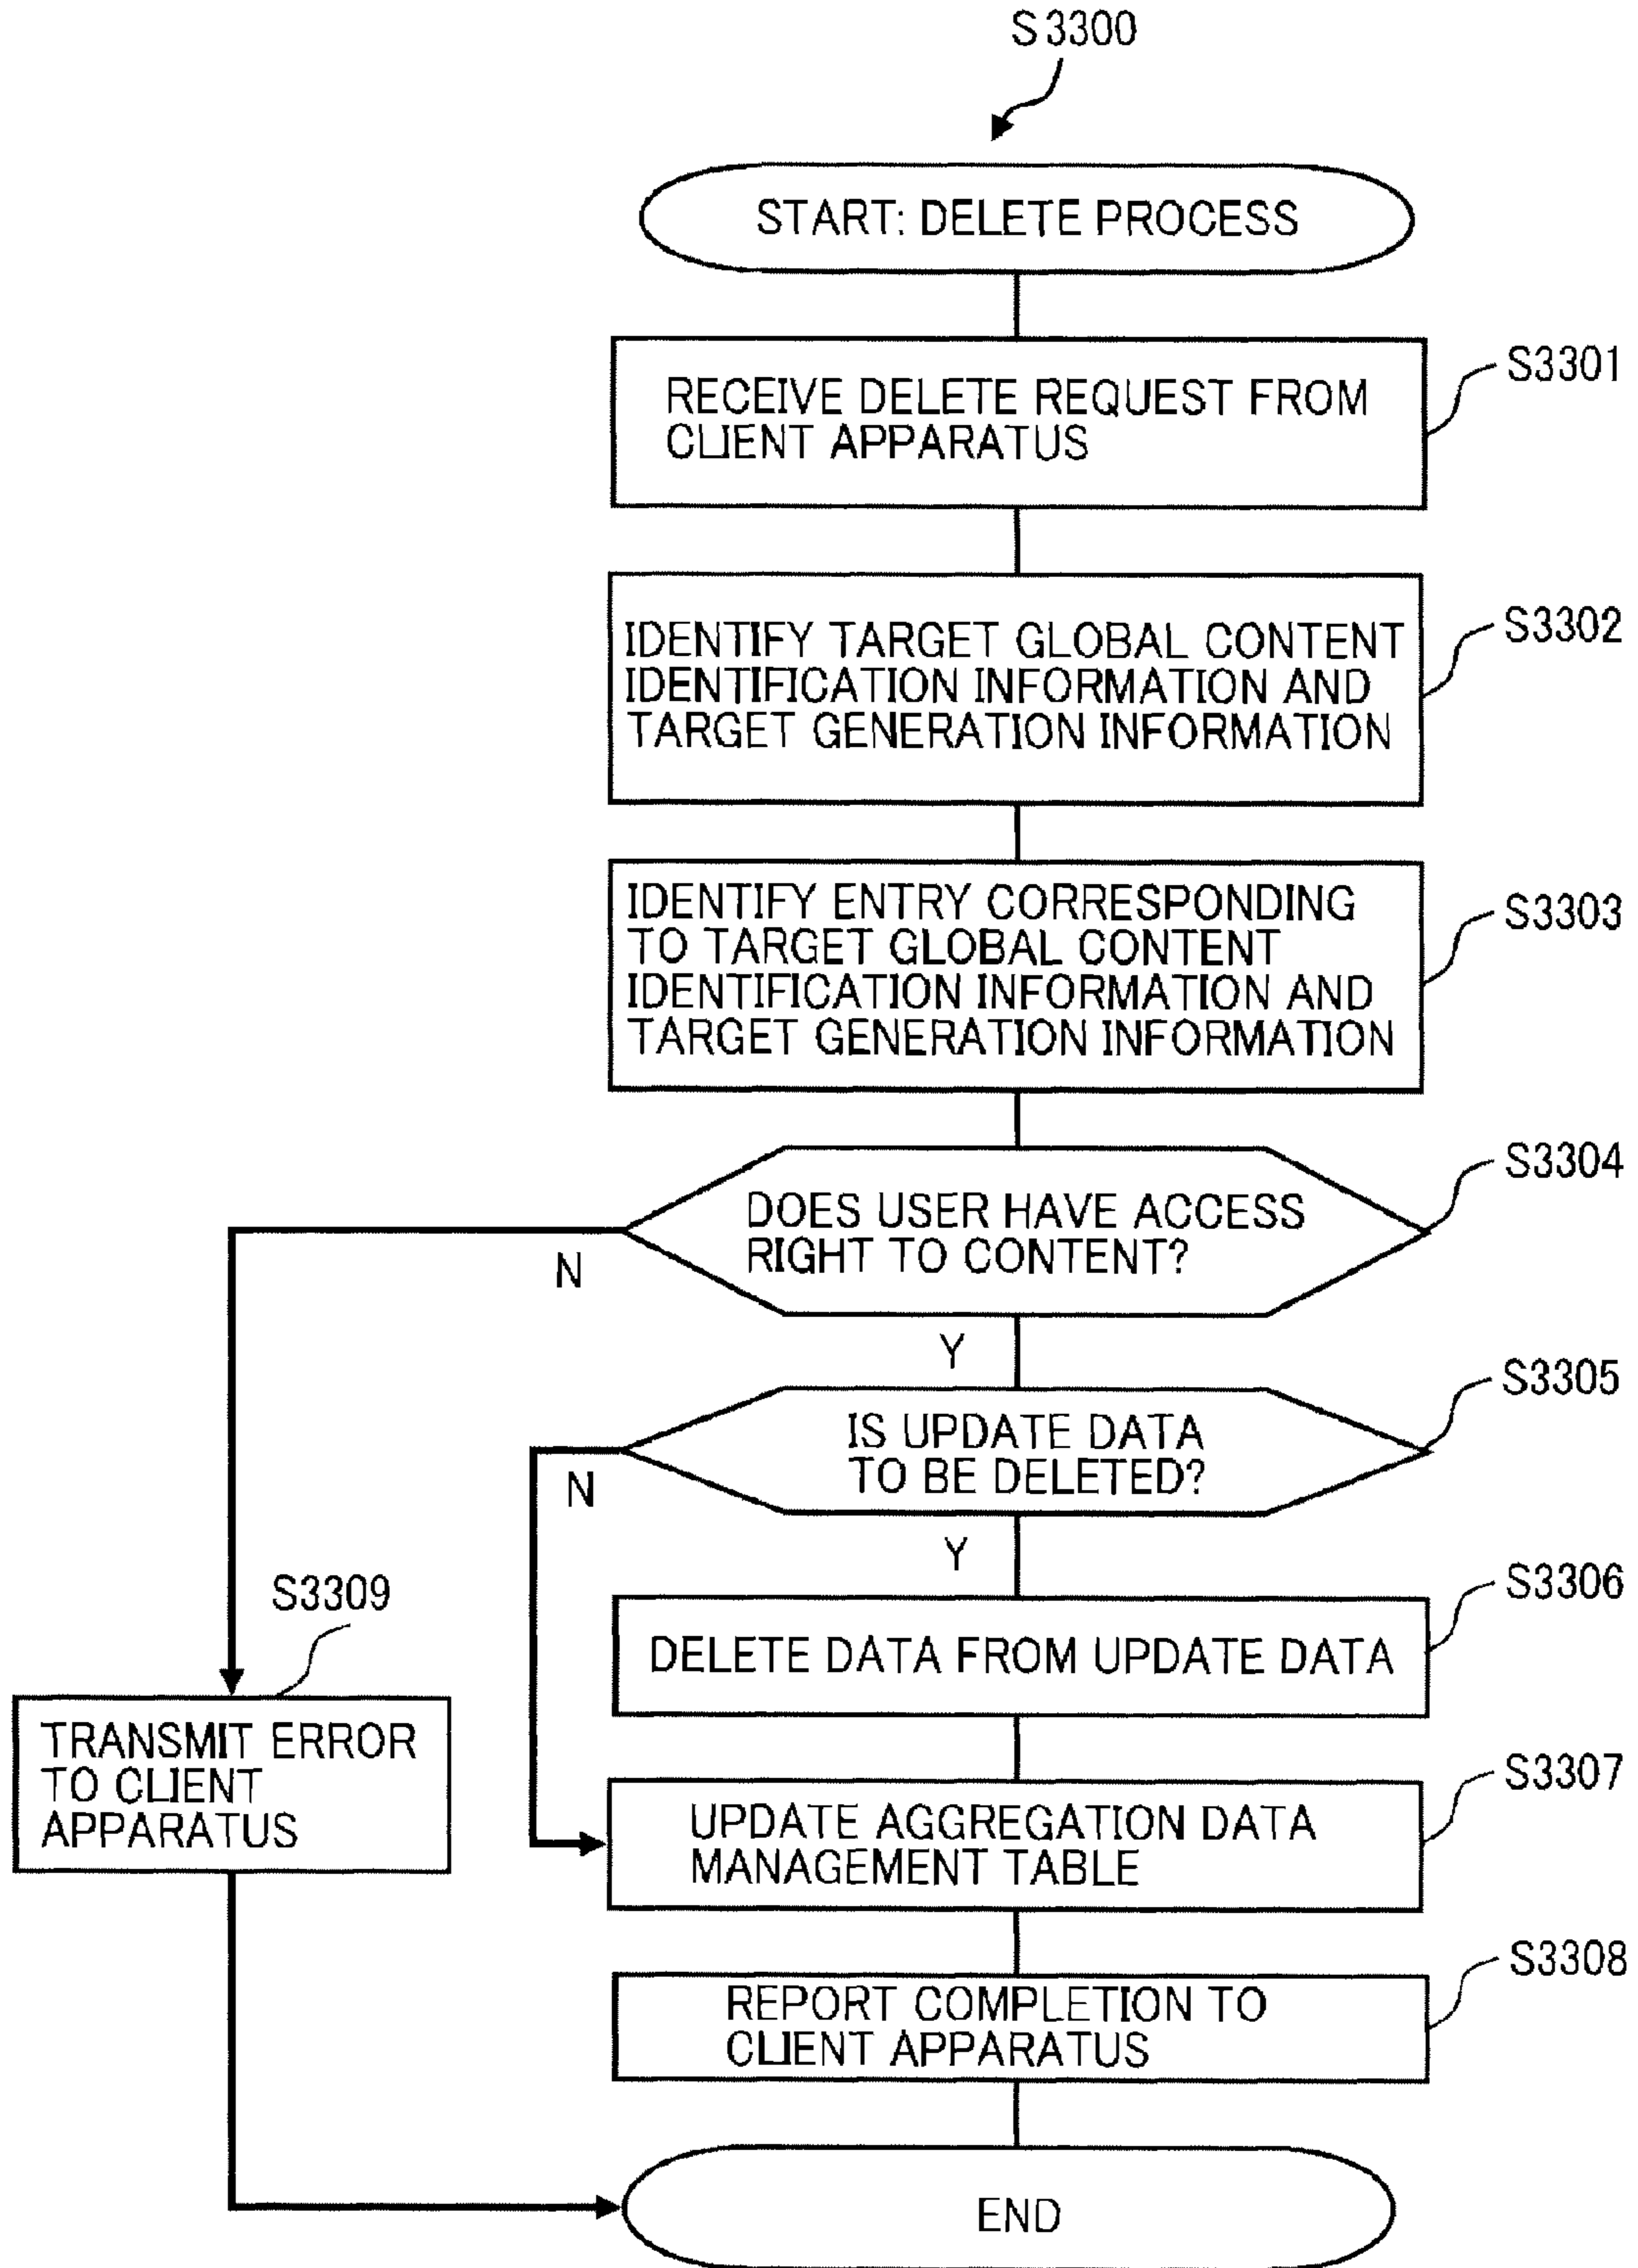 S3300
START: DELETE PROCESS
S3301
RECEIVE DELETE REQUEST FROM
CLIENT APPARATUS
S3302
IDENTIFY TARGET GLOBAL CONTENT
IDENTIFICATION INFORMATION AND
TARGET GENERATION INFORMATION
S3303
IDENTIFY ENTRY CORRESPONDING
TO TARGET GLOBAL CONTENT
IDENTIFICATION INFORMATION AND
TARGET GENERATION INFORMATION
S3304
DOES USER HAVE ACCESS
RIGHT TO CONTENT?
N
Y
S3305
IS UPDATE DATA
TO BE DELETED?
N
Y
S3306
DELETE DATA FROM UPDATE DATA
S3309
TRANSMIT ERROR
TO CLIENT
APPARATUS
S3307
UPDATE AGGREGATION DATA
MANAGEMENT TABLE
S3308
REPORT COMPLETION TO
CLIENT APPARATUS
END